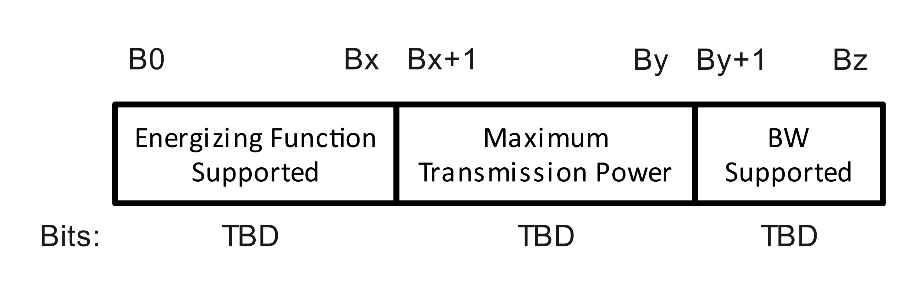 B0 Bx Bx+1 By By+1 Bz
Energizing Function Maximum BW
Supported Transmission Power Supported
Bits: TBD TBD TBD